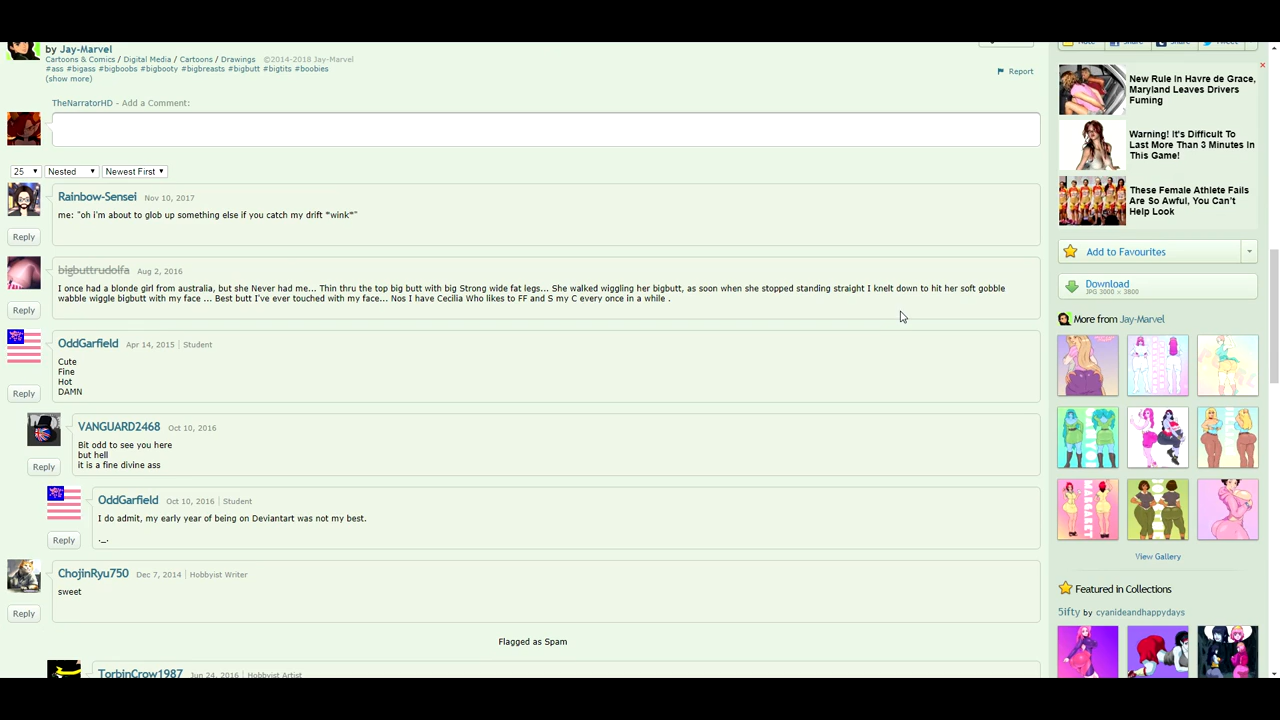 by Jay-Marvel
Cartoons & Comics / Digital Media / Cartoons / Drawings ©2014-2018 Jay-Marvel
#ass #bigass #bigboobs #bigbooty #bigbreasts #bigbutt #bigtits #boobies
(show more)
Report
TheNarratorHD - Add a Comment:
25 Nested Newest First
Rainbow-Sensei Nov 10, 2017
me: "oh i'm about to glob up something else if you catch my drift *wink*"
Reply
bigbuttrudolfa Aug 2, 2016
I once had a blonde girl from australia, but she Never had me... Thin thru the top big butt with big Strong wide fat legs... She walked wiggling her bigbutt, as soon when she stopped standing straight I knelt down to hit her soft gobble
wabble wiggle bigbutt with my face ... Best butt I've ever touched with my face... Nos I have Cecilia Who likes to FF and S my C every once in a while .
Reply
OddGarfield Apr 14, 2015 Student
Cute
Fine
Hot
DAMN
Reply
VANGUARD2468 Oct 10, 2016
Bit odd to see you here
but hell
it is a fine divine ass
Reply
OddGarfield Oct 10, 2016 Student
I do admit, my early year of being on Deviantart was not my best.
._.
Reply
ChojinRyu750 Dec 7, 2014 Hobbyist Writer
sweet
Reply
Flagged as Spam
TorbinCrow1987 Jun 24, 2016 Hobbyist Artist
Note Share Share Tweet
New Rule In Havre de Grace,
Maryland Leaves Drivers
Fuming
Warning! It's Difficult To
Last More Than 3 Minutes In
This Game!
These Female Athlete Fails
Are So Awful, You Can't
Help Look
Add to Favourites
Download
JPG 3000 × 3800
More from Jay-Marvel
MARGARET
View Gallery
Featured in Collections
5ifty by cyanideandhappydays